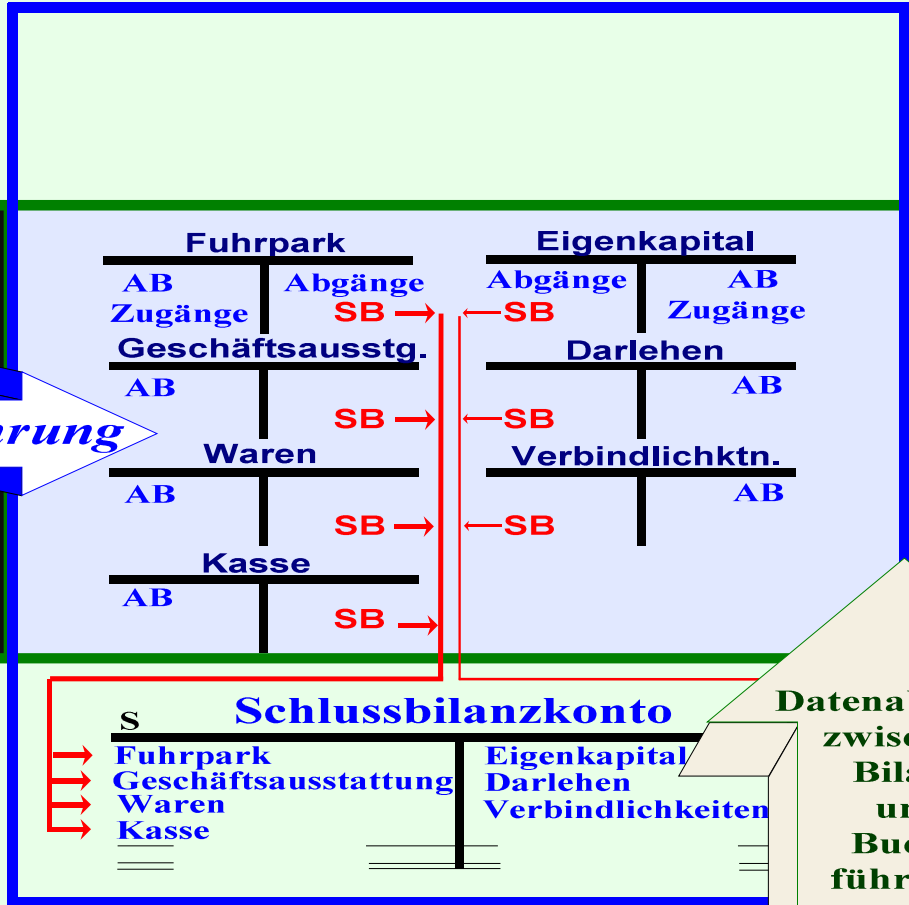 Fuhrpark
AB
Abgänge
Zugänge
SB
Eigenkapital
Abgänge
AB
Zugänge
SB
Geschäftsausstg.
AB
SB
Darlehen
AB
SB
Waren
AB
SB
Verbindlichktn.
AB
SB
Kasse
AB
SB
S
Schlussbilanzkonto
Fuhrpark
Geschäftsausstattung
Waren
Kasse
Eigenkapital
Darlehen
Verbindlichkeiten